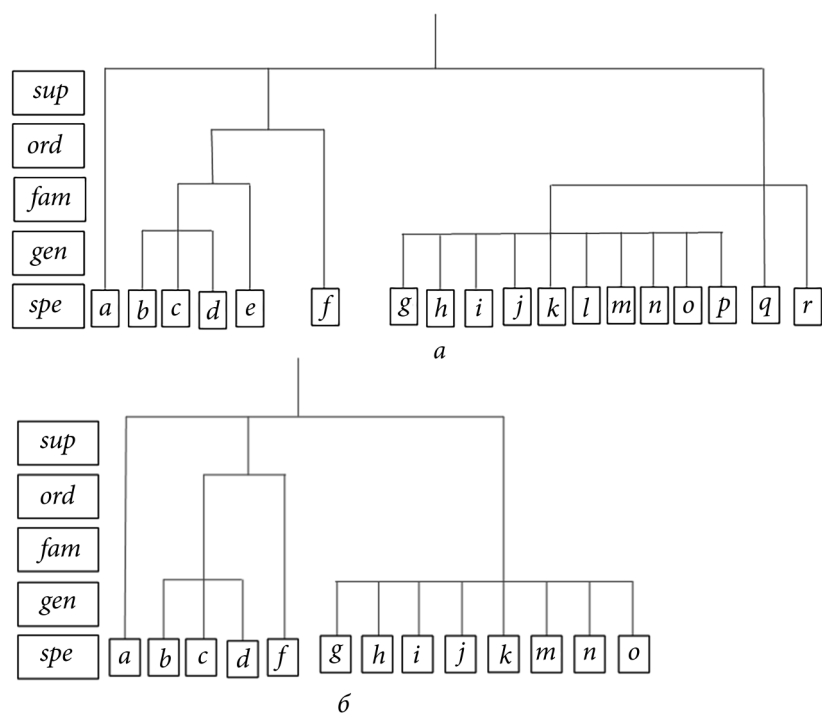 sup
ord
fam
gen
spe a b c d e f g h i j k l m n o p q r
а
sup
ord
fam
gen
spe a b c d f g h i j k m n o
б